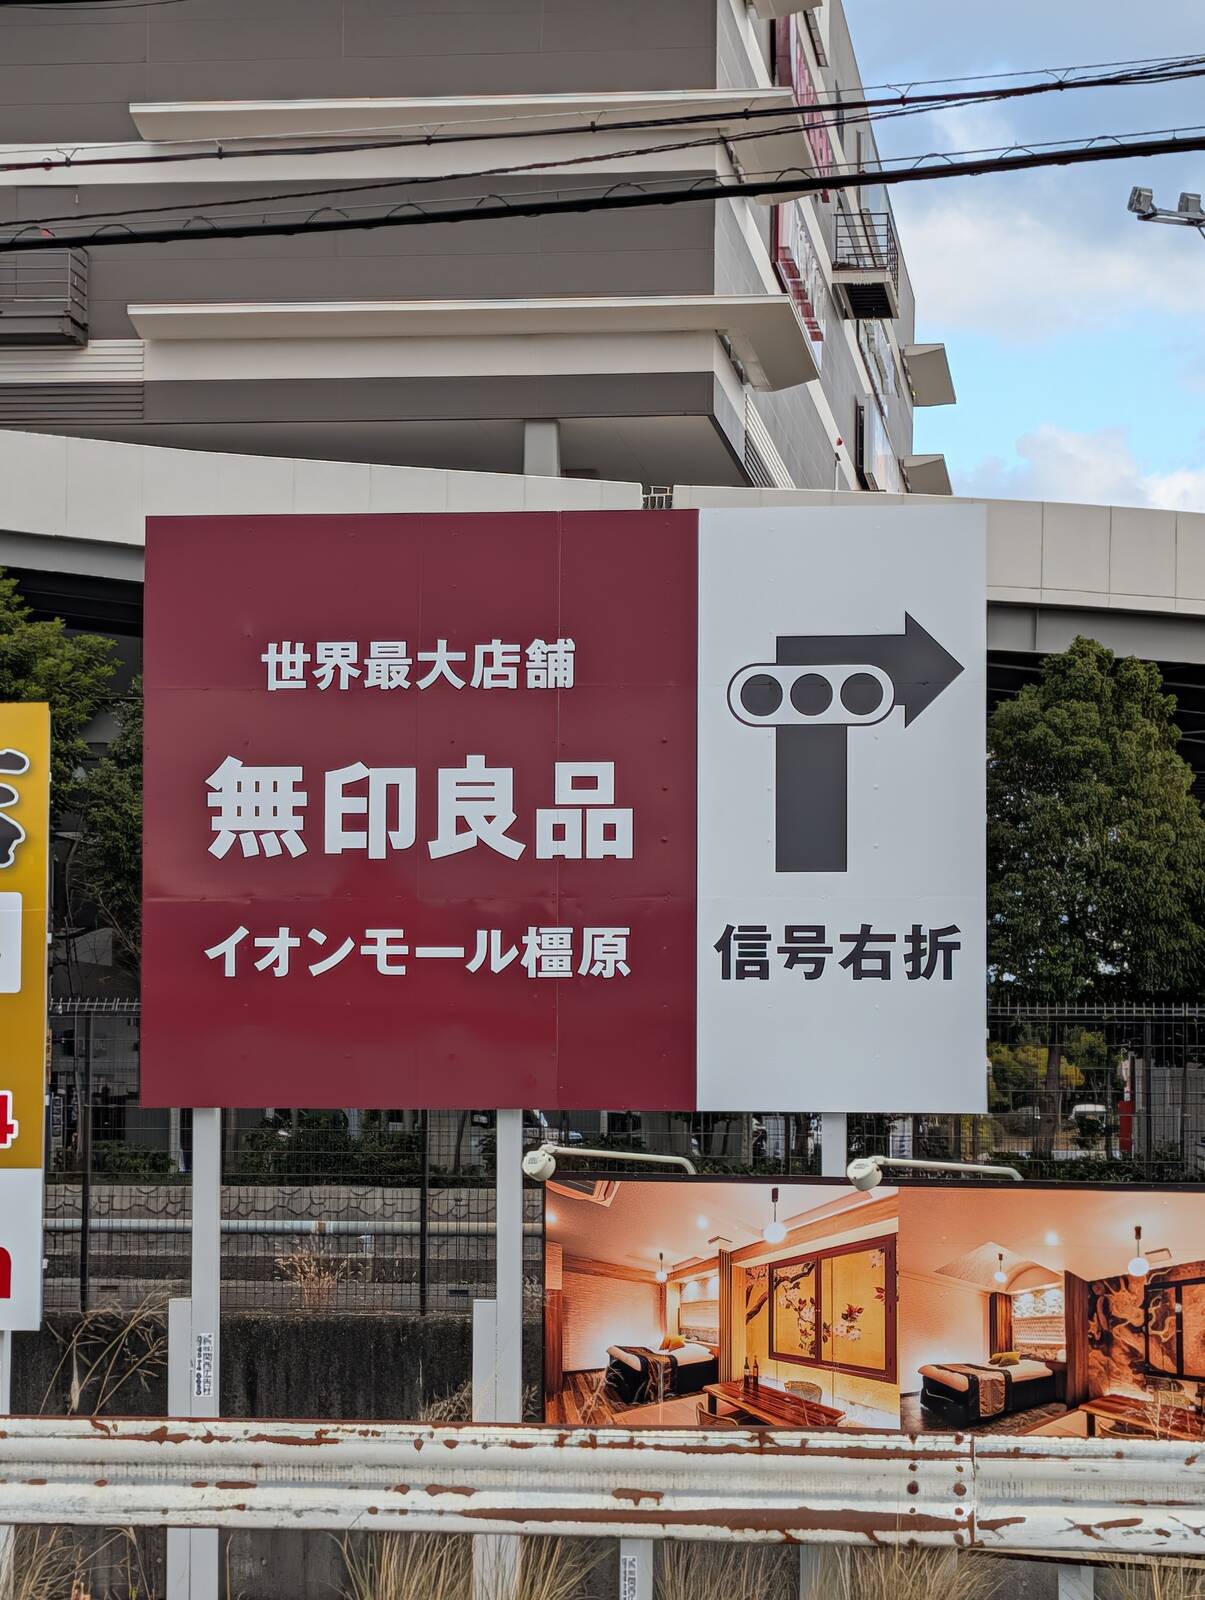 世界最大店舗
無印良品
イオンモール橿原
信号右折